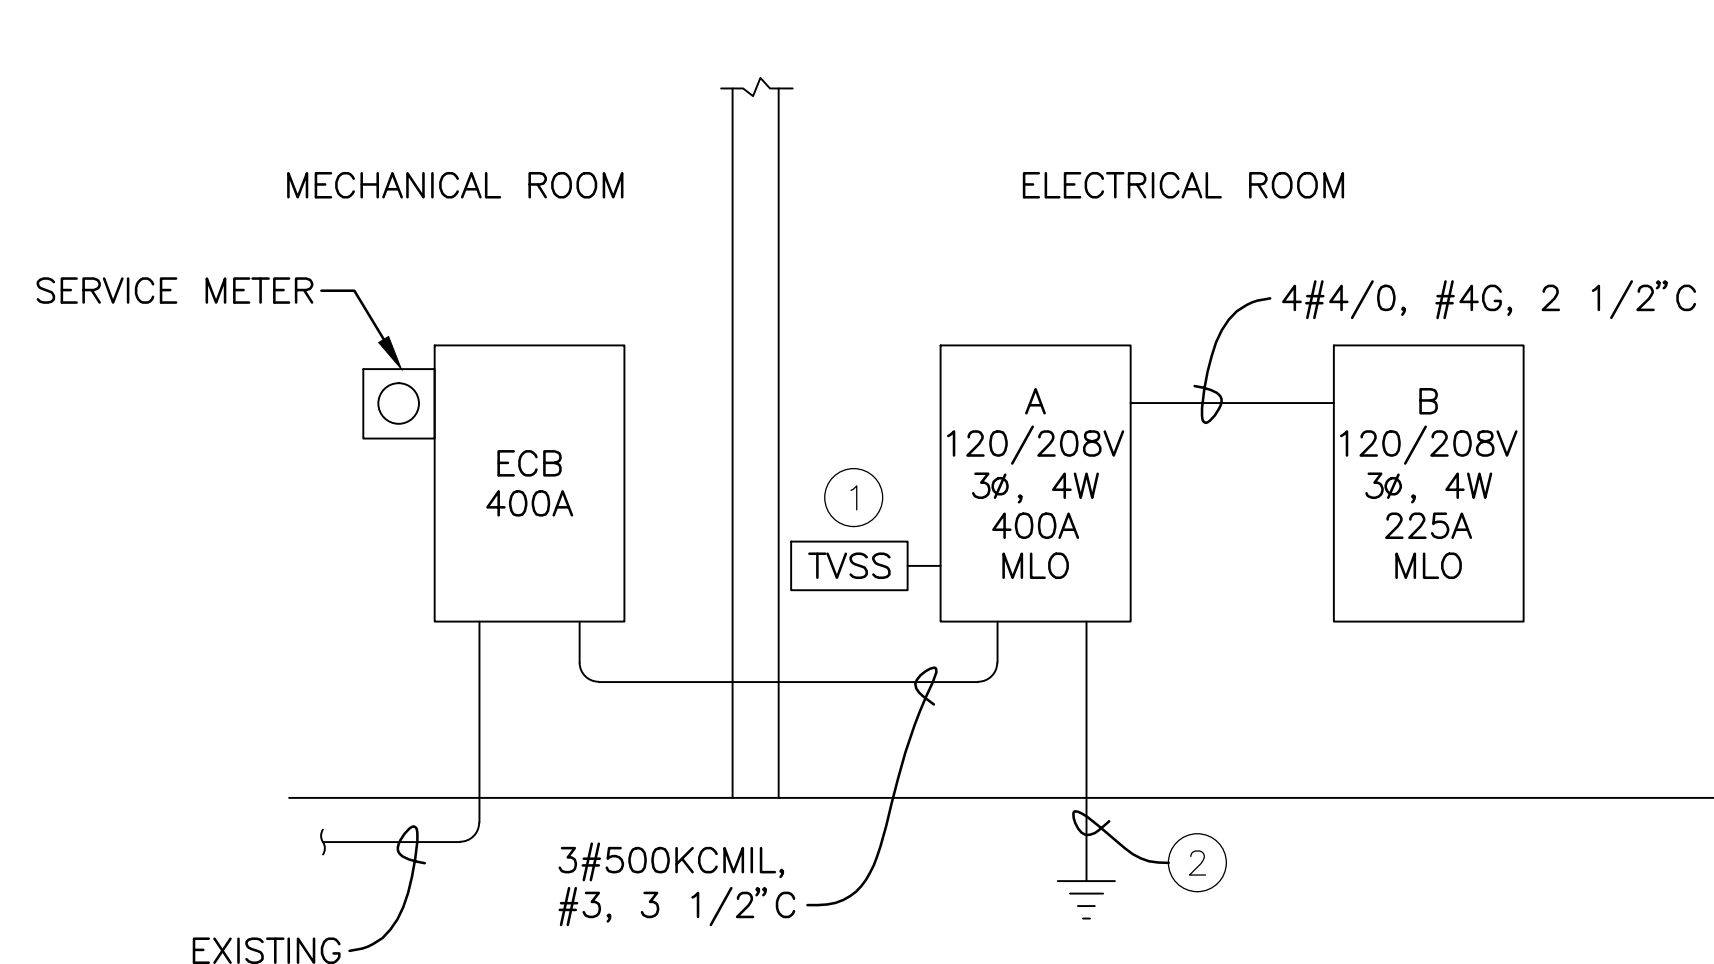 MECHANICAL ROOM
ELECTRICAL ROOM
SERVICE METER
4#4/0, #4G, 2 1/2"C
ECB
400A
A
120/208V
3ø, 4W
400A
MLO
B
120/208V
3ø, 4W
225A
MLO
1
TVSS
3#500KCMIL,
#3, 3 1/2"C
2
EXISTING